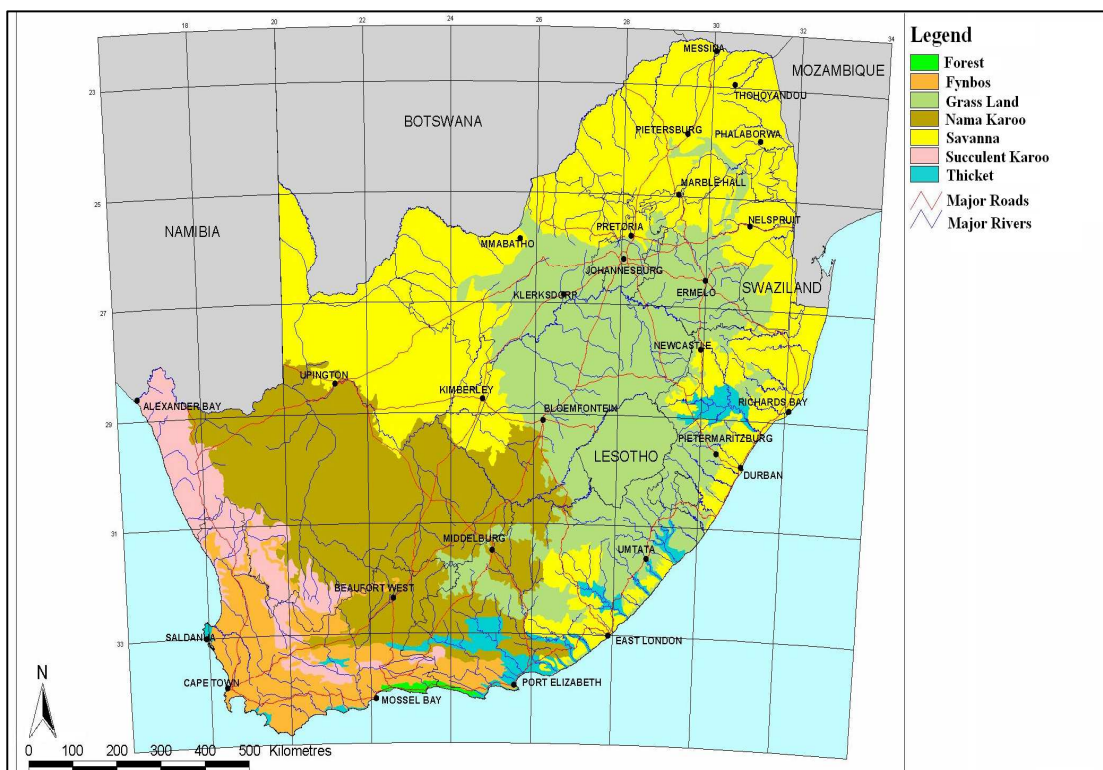 18
20
22
24
26
28
30
32
34
Legend
Forest
Fynbos
Grass Land
Nama Karoo
Savanna
Succulent Karoo
Thicket
Major Roads
Major Rivers
MESSINA
MOZAMBIQUE
23
THOHOYANDOU
BOTSWANA
PIETERSBURG
PHALABORWA
MARBLE HALL
25
NELSPRUIT
NAMIBIA
PRETORIA
MMABATHO
JOHANNESBURG
KLERKSDORP
ERMELO
SWAZILAND
27
NEWCASTLE
UPINGTON
KIMBERLEY
RICHARDS BAY
ALEXANDER BAY
BLOEMFONTEIN
29
PIETERMARITZBURG
LESOTHO
DURBAN
31
MIDDELBURG
UMTATA
BEAUFORT WEST
SALDANHA
33
EAST LONDON
N
CAPE TOWN
PORT ELIZABETH
MOSSEL BAY
0 100 200 300 400 500 Kilometres